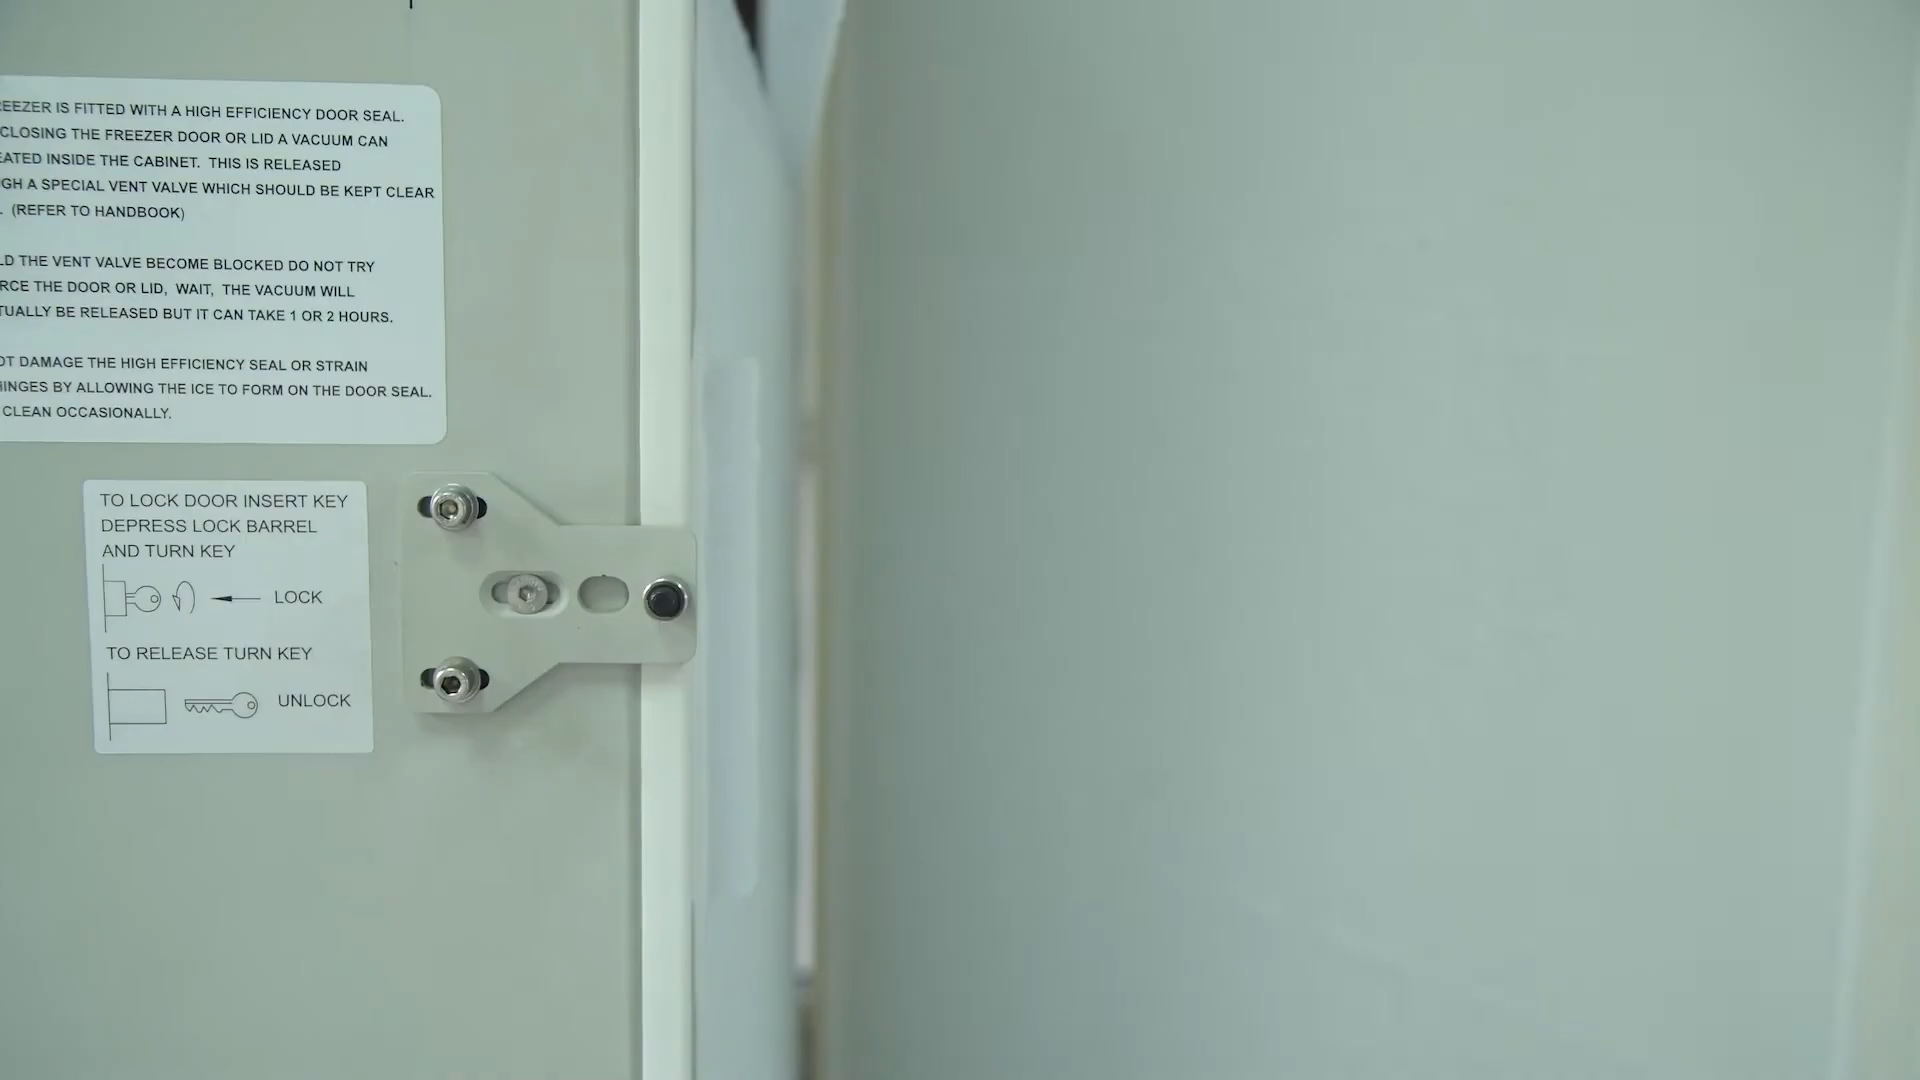 EEZER IS FITTED WITH A HIGH EFFICIENCY DOOR SEAL.
CLOSING THE FREEZER DOOR OR LID A VACUUM CAN
EATED INSIDE THE CABINET. THIS IS RELEASED
GH A SPECIAL VENT VALVE WHICH SHOULD BE KEPT CLEAR
. (REFER TO HANDBOOK)
LD THE VENT VALVE BECOME BLOCKED DO NOT TRY
RCE THE DOOR OR LID, WAIT, THE VACUUM WILL
TUALLY BE RELEASED BUT IT CAN TAKE 1 OR 2 HOURS.
OT DAMAGE THE HIGH EFFICIENCY SEAL OR STRAIN
HINGES BY ALLOWING THE ICE TO FORM ON THE DOOR SEAL.
CLEAN OCCASIONALLY.
TO LOCK DOOR INSERT KEY
DEPRESS LOCK BARREL
AND TURN KEY
LOCK
TO RELEASE TURN KEY
UNLOCK